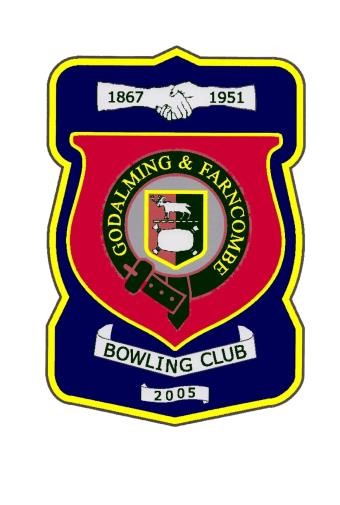 1867 1951
GODALMING & FARNCOMBE
BOWLING CLUB
2005